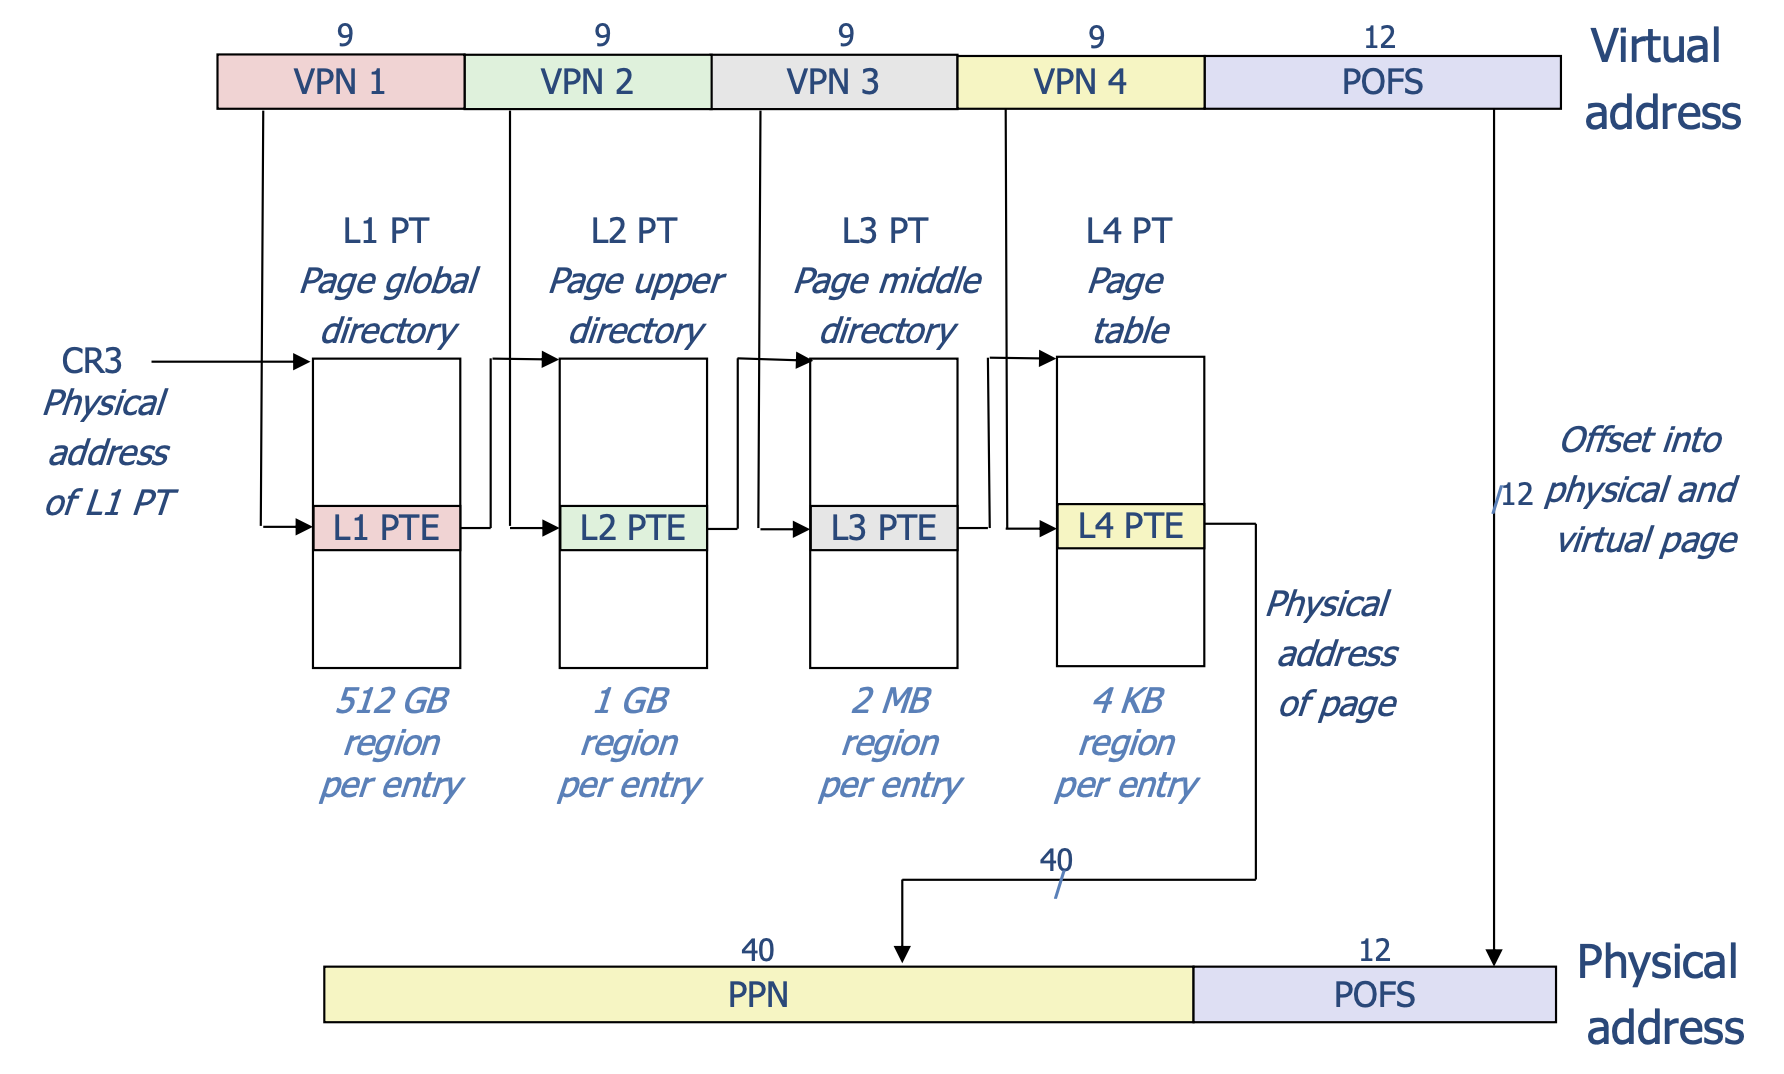 9 9 9 9 12
VPN 1 VPN 2 VPN 3 VPN 4 POFS
Virtual
address
L1 PT
Page global
directory
L2 PT
Page upper
directory
L3 PT
Page middle
directory
L4 PT
Page
table
CR3
Physical
address
of L1 PT
L1 PTE L2 PTE L3 PTE L4 PTE
12
Offset into
physical and
virtual page
Physical
address
of page
512 GB
region
per entry
1 GB
region
per entry
2 MB
region
per entry
4 KB
region
per entry
40
40 12
PPN POFS
Physical
address